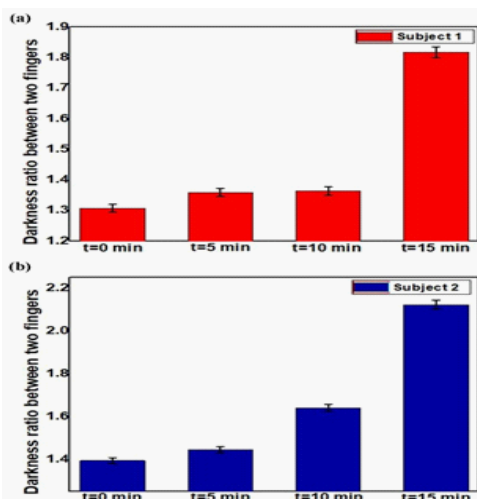 (a)
Subject 1
Darkness ratio between two fingers
1.9
1.8
1.7
1.6
1.5
1.4
1.3
1.2
t=0 min t=5 min t=10 min t=15 min
(b)
Subject 2
Darkness ratio between two fingers
2.2
2.0
1.8
1.6
1.4
t=0 min t=5 min t=10 min t=15 min